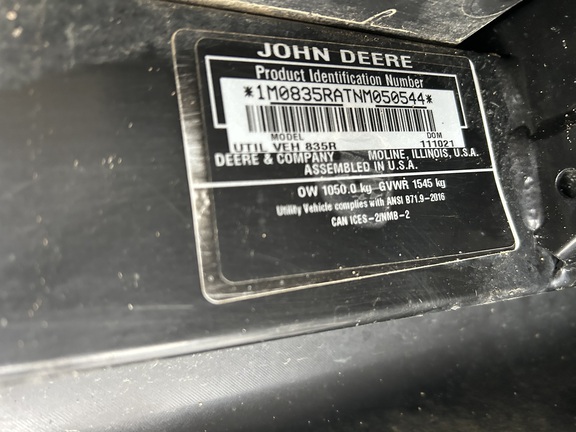 JOHN DEERE
Product Identification Number
*1M0835RATNM050544*
MODEL DOM
UTIL VEH 835R 111021
DEERE & COMPANY MOLINE, ILLINOIS, U.S.A.
ASSEMBLED IN U.S.A.
OW 1050.0 kg GVWR 1545 kg
Utility Vehicle complies with ANSI B71.9-2016
CAN ICES-2/NMB-2